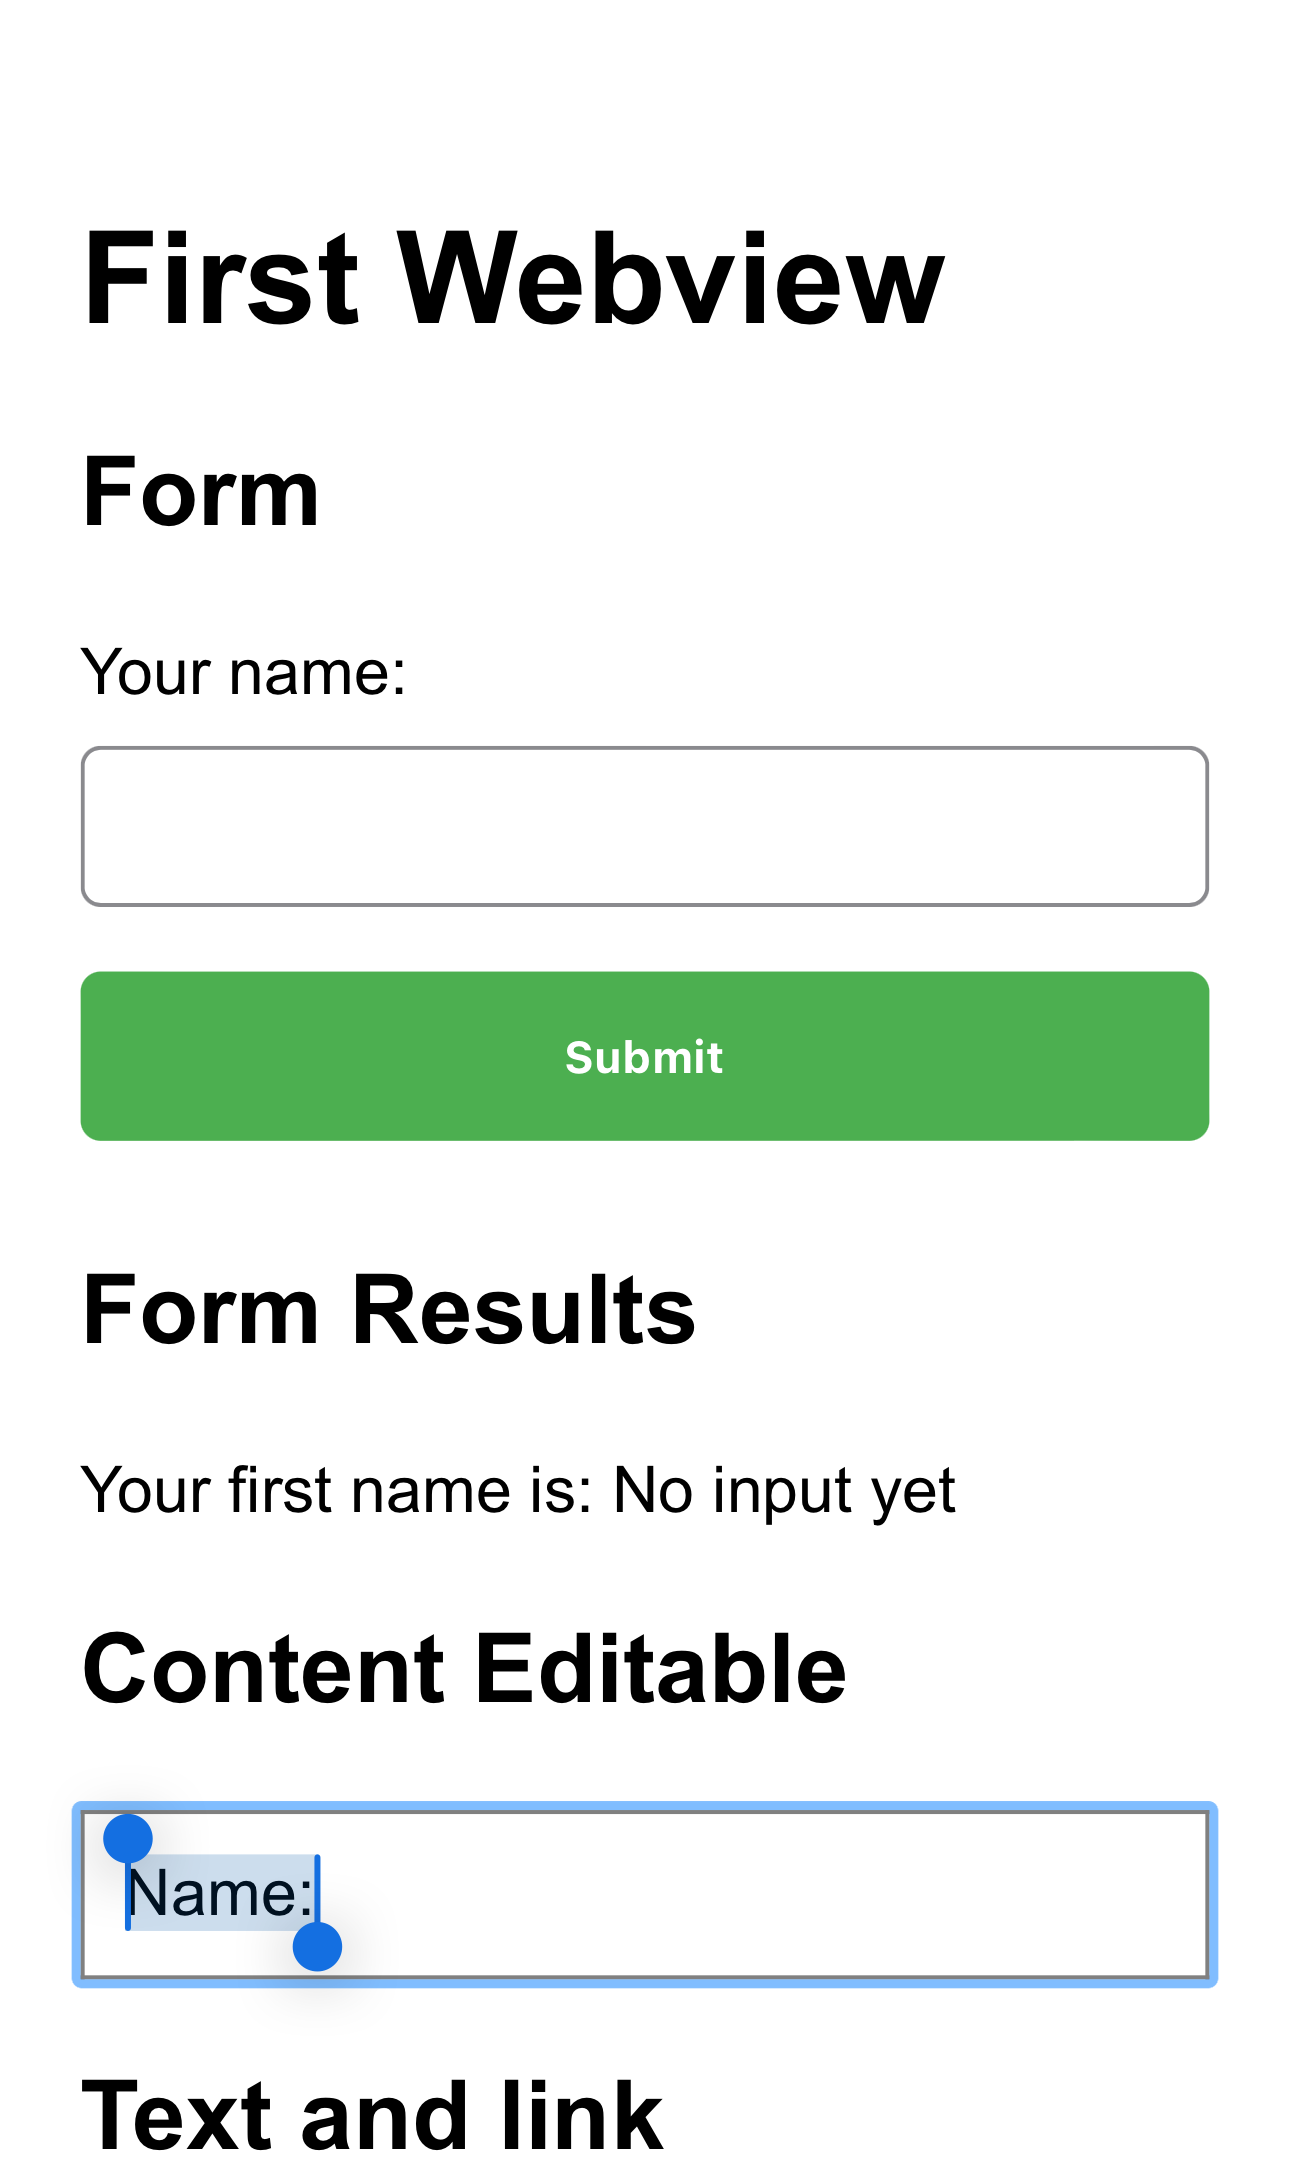 First Webview
Form
Your name:
Submit
Form Results
Your first name is: No input yet
Content Editable
Name:
Text and link